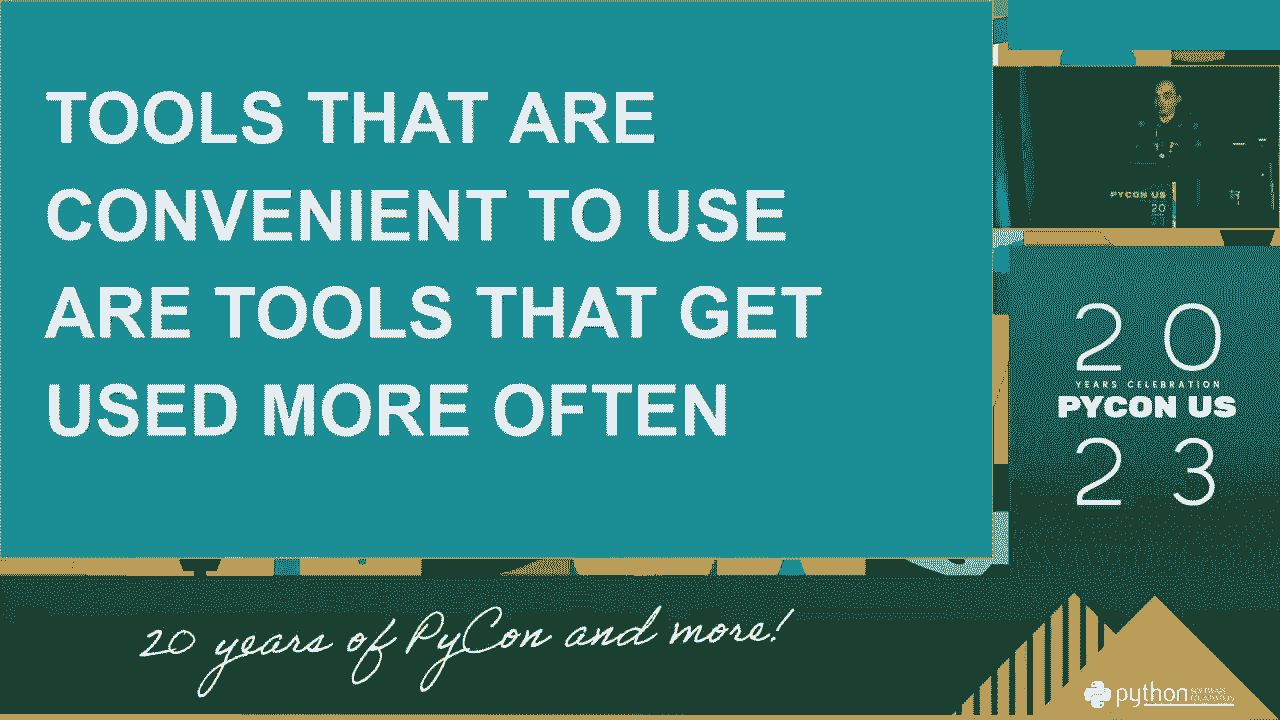 TOOLS THAT ARE
CONVENIENT TO USE
ARE TOOLS THAT GET
USED MORE OFTEN
PYCON US
20
20
YEARS CELEBRATION
PYCON US
23
20 years of PyCon and more!
python